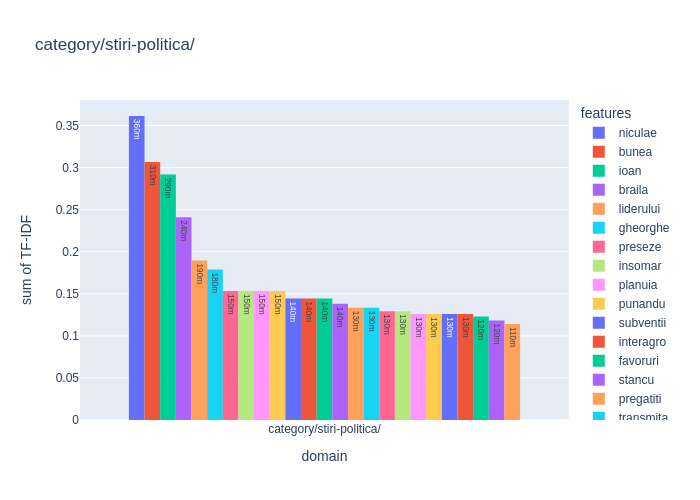 category/stiri-politica/
sum of TF-IDF
0.35
0.3
0.25
0.2
0.15
0.1
0.05
0
360m
310m
290m
240m
190m
180m
150m
150m
150m
150m
140m
140m
140m
140m
130m
130m
130m
130m
130m
130m
130m
130m
120m
120m
110m
category/stiri-politica/
domain
features
niculae
bunea
ioan
braila
liderului
gheorghe
preseze
insomar
planuia
punandu
subventii
interagro
favoruri
stancu
pregatiti
transmita